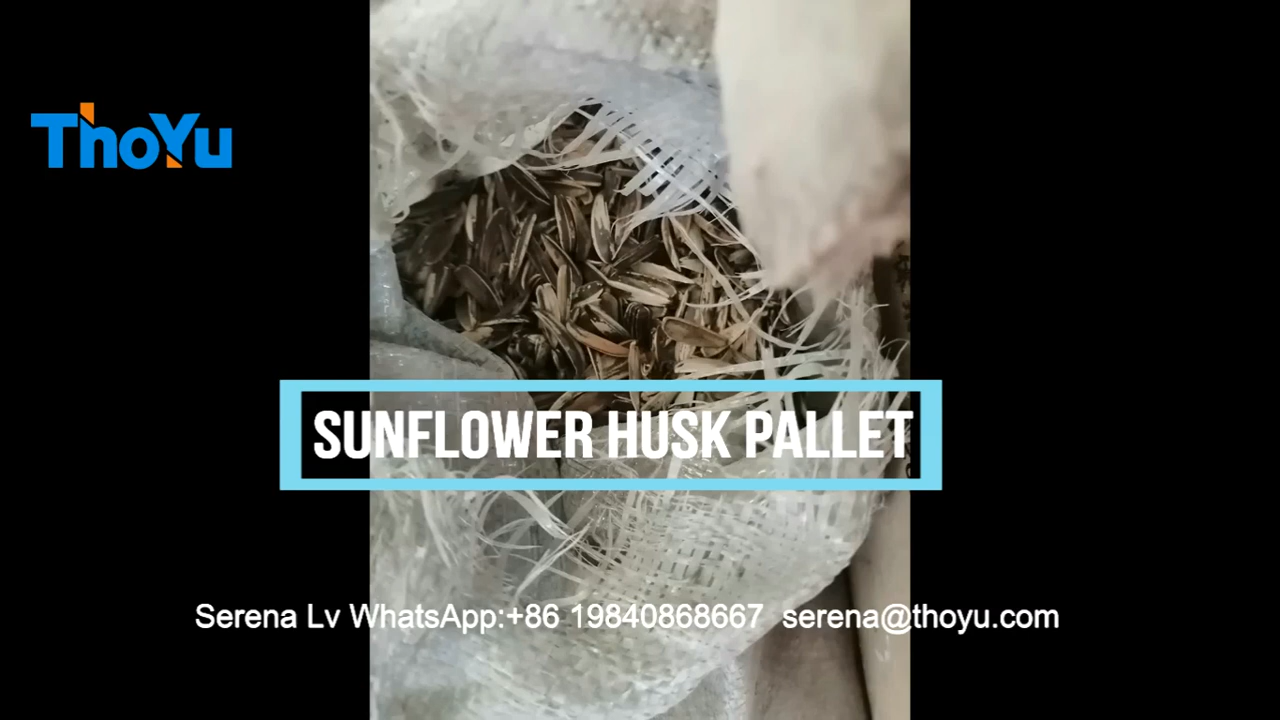 ThoYu
SUNFLOWER HUSK PALLET
Serena Lv WhatsApp:+86 19840868667 serena@thoyu.com